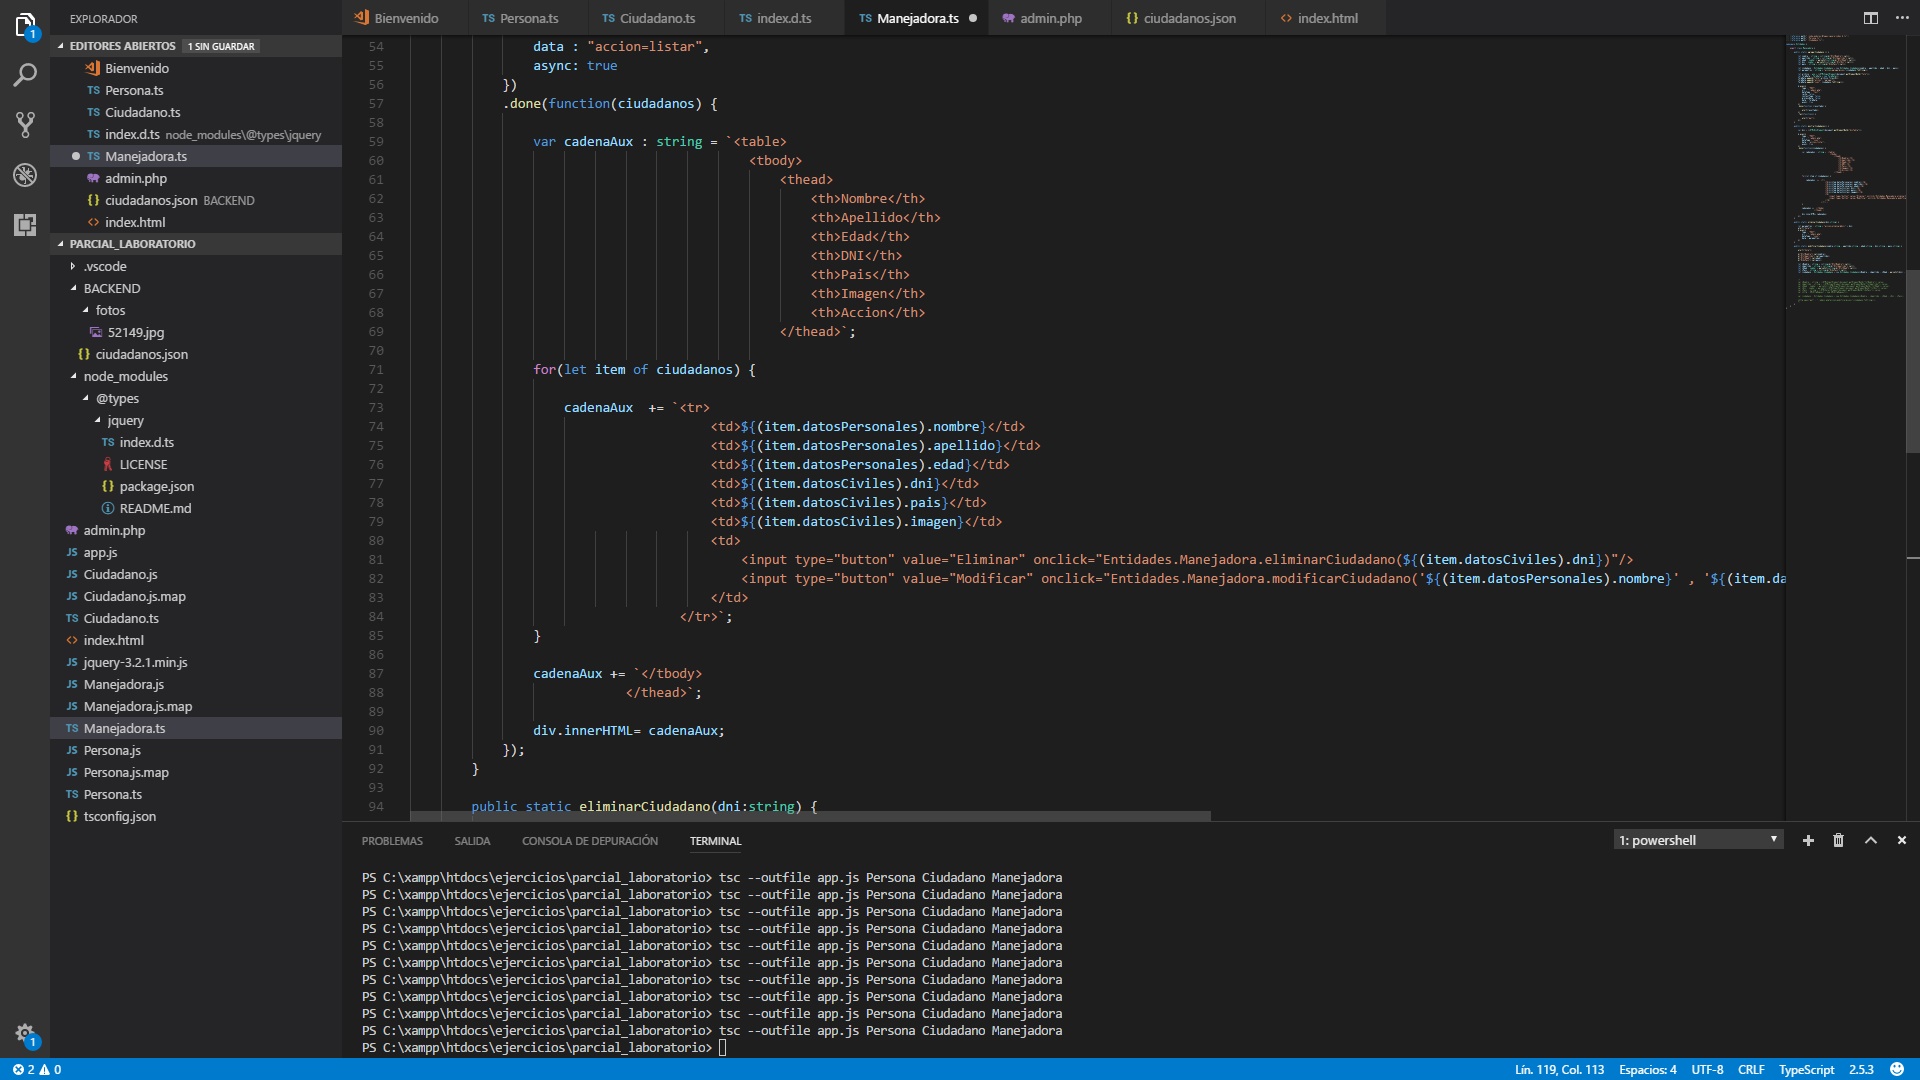 EXPLORADOR
EDITORES ABIERTOS 1 SIN GUARDAR
Bienvenido
TS Persona.ts
TS Ciudadano.ts
TS index.d.ts node_modules\@types\jquery
TS Manejadora.ts
admin.php
{} ciudadanos.json BACKEND
<> index.html
PARCIAL_LABORATORIO
.vscode
BACKEND
fotos
52149.jpg
{} ciudadanos.json
node_modules
@types
jquery
TS index.d.ts
LICENSE
{} package.json
README.md
admin.php
JS app.js
JS Ciudadano.js
JS Ciudadano.js.map
TS Ciudadano.ts
<> index.html
JS jquery-3.2.1.min.js
JS Manejadora.js
JS Manejadora.js.map
TS Manejadora.ts
JS Persona.js
JS Persona.js.map
TS Persona.ts
{} tsconfig.json
1
1
Bienvenido TS Persona.ts TS Ciudadano.ts TS index.d.ts TS Manejadora.ts admin.php {} ciudadanos.json <> index.html
54 data : "accion=listar",
55 async: true
56 })
57 .done(function(ciudadanos) {
58
59 var cadenaAux : string = `<table>
60 <tbody>
61 <thead>
62 <th>Nombre</th>
63 <th>Apellido</th>
64 <th>Edad</th>
65 <th>DNI</th>
66 <th>Pais</th>
67 <th>Imagen</th>
68 <th>Accion</th>
69 </thead>`;
70
71 for(let item of ciudadanos) {
72
73 cadenaAux += `<tr>
74 <td>${(item.datosPersonales).nombre}</td>
75 <td>${(item.datosPersonales).apellido}</td>
76 <td>${(item.datosPersonales).edad}</td>
77 <td>${(item.datosCiviles).dni}</td>
78 <td>${(item.datosCiviles).pais}</td>
79 <td>${(item.datosCiviles).imagen}</td>
80 <td>
81 <input type="button" value="Eliminar" onclick="Entidades.Manejadora.eliminarCiudadano(${(item.datosCiviles).dni})"/>
82 <input type="button" value="Modificar" onclick="Entidades.Manejadora.modificarCiudadano('${(item.datosPersonales).nombre}' , '${(item.da
83 </td>
84 </tr>`;
85 }
86
87 cadenaAux += `</tbody>
88 </thead>`;
89
90 div.innerHTML= cadenaAux;
91 });
92 }
93
94 public static eliminarCiudadano(dni:string) {
PROBLEMAS SALIDA CONSOLA DE DEPURACIÓN TERMINAL 1: powershell
PS C:\xampp\htdocs\ejercicios\parcial_laboratorio> tsc --outfile app.js Persona Ciudadano Manejadora
PS C:\xampp\htdocs\ejercicios\parcial_laboratorio> tsc --outfile app.js Persona Ciudadano Manejadora
PS C:\xampp\htdocs\ejercicios\parcial_laboratorio> tsc --outfile app.js Persona Ciudadano Manejadora
PS C:\xampp\htdocs\ejercicios\parcial_laboratorio> tsc --outfile app.js Persona Ciudadano Manejadora
PS C:\xampp\htdocs\ejercicios\parcial_laboratorio> tsc --outfile app.js Persona Ciudadano Manejadora
PS C:\xampp\htdocs\ejercicios\parcial_laboratorio> tsc --outfile app.js Persona Ciudadano Manejadora
PS C:\xampp\htdocs\ejercicios\parcial_laboratorio> tsc --outfile app.js Persona Ciudadano Manejadora
PS C:\xampp\htdocs\ejercicios\parcial_laboratorio> tsc --outfile app.js Persona Ciudadano Manejadora
PS C:\xampp\htdocs\ejercicios\parcial_laboratorio> tsc --outfile app.js Persona Ciudadano Manejadora
PS C:\xampp\htdocs\ejercicios\parcial_laboratorio> tsc --outfile app.js Persona Ciudadano Manejadora
PS C:\xampp\htdocs\ejercicios\parcial_laboratorio>
2 0 Lín. 119, Col. 113 Espacios: 4 UTF-8 CRLF TypeScript 2.5.3